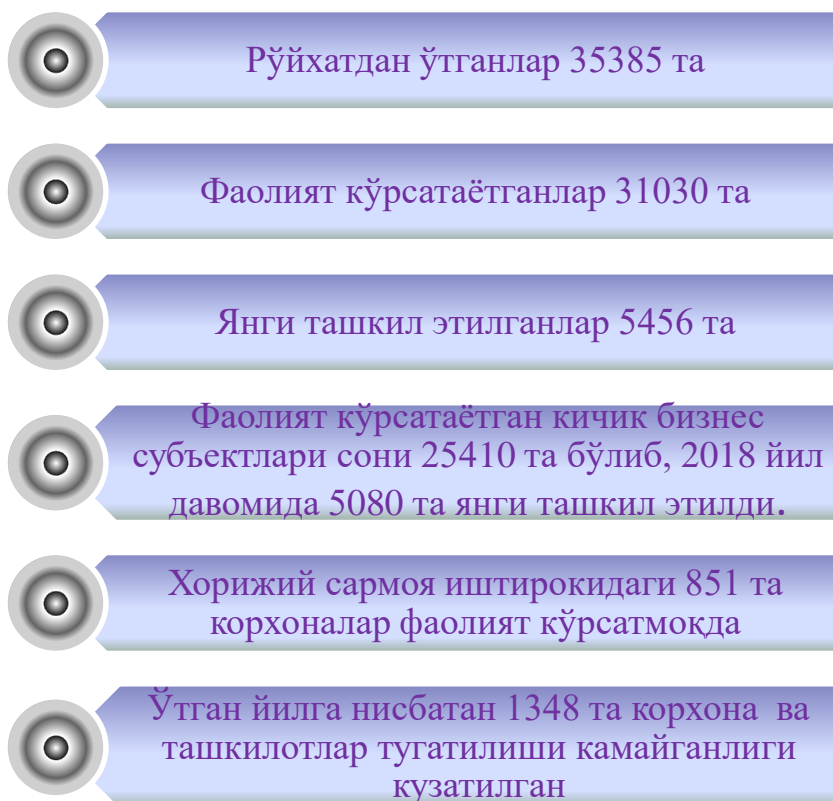 Рўйхатдан ўтганлар 35385 та
Фаолият кўрсатаётганлар 31030 та
Янги ташкил этилганлар 5456 та
Фаолият кўрсатаётган кичик бизнес
субъектлари сони 25410 та бўлиб, 2018 йил
давомида 5080 та янги ташкил этилди.
Хорижий сармоя иштирокидаги 851 та
корхоналар фаолият кўрсатмоқда
Ўтган йилга нисбатан 1348 та корхона ва
ташкилотлар тугатилиши камайганлиги
кузатилган